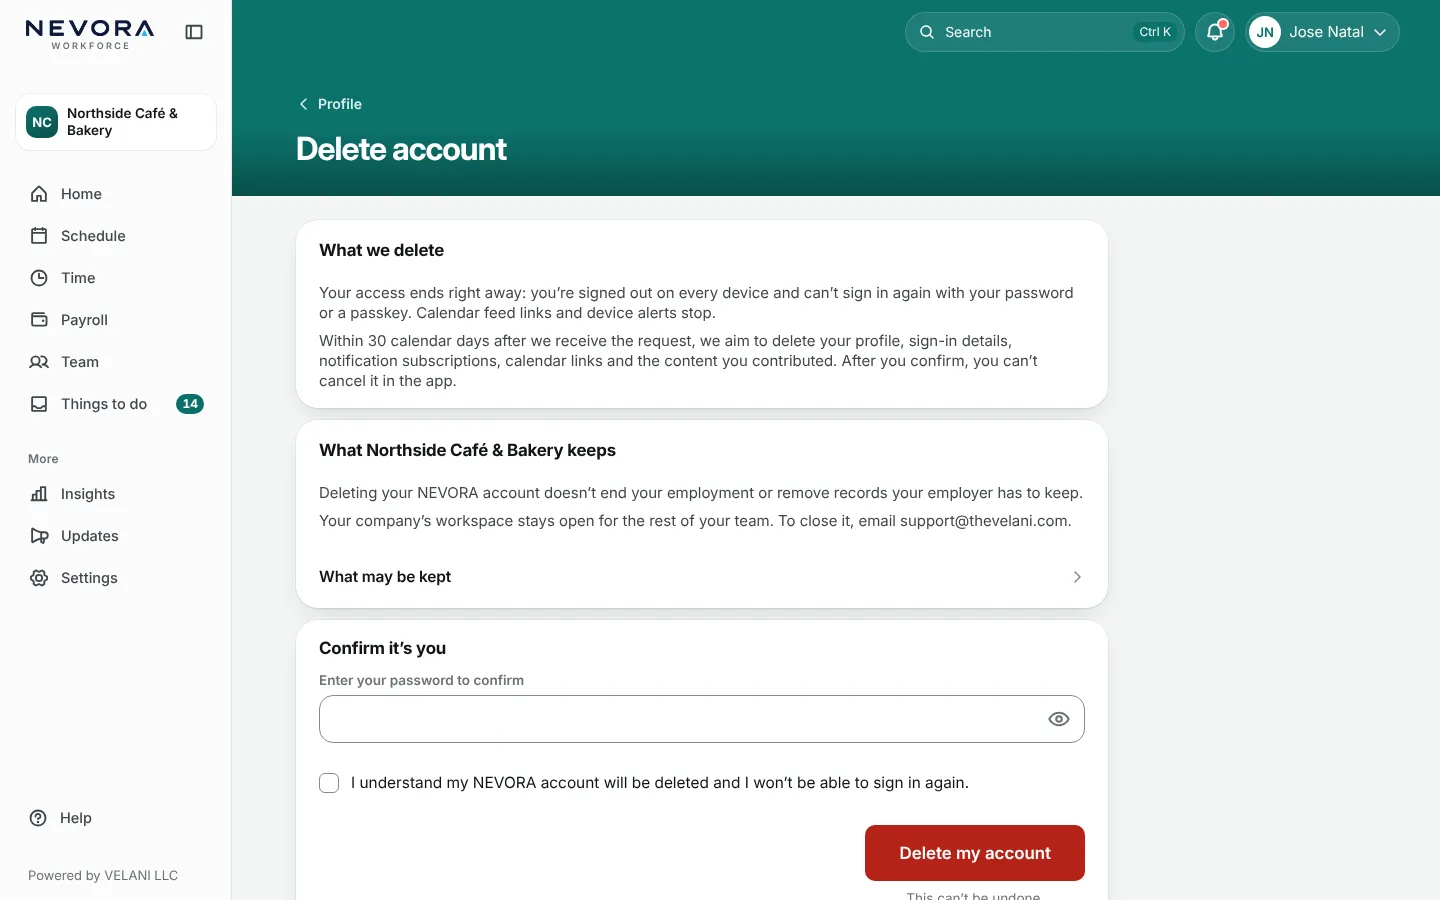 NEVORA
WORKFORCE
Search
Ctrl K
JN
Jose Natal
NC
Northside Café &
Bakery
Home
Schedule
Time
Payroll
Team
Things to do
14
More
Insights
Updates
Settings
Help
Powered by VELANI LLC
Profile
Delete account
What we delete
Your access ends right away: you’re signed out on every device and can’t sign in again with your password
or a passkey. Calendar feed links and device alerts stop.
Within 30 calendar days after we receive the request, we aim to delete your profile, sign-in details,
notification subscriptions, calendar links and the content you contributed. After you confirm, you can’t
cancel it in the app.
What Northside Café & Bakery keeps
Deleting your NEVORA account doesn’t end your employment or remove records your employer has to keep.
Your company’s workspace stays open for the rest of your team. To close it, email support@thevelani.com.
What may be kept
Confirm it’s you
Enter your password to confirm
I understand my NEVORA account will be deleted and I won’t be able to sign in again.
Delete my account
This can’t be undone